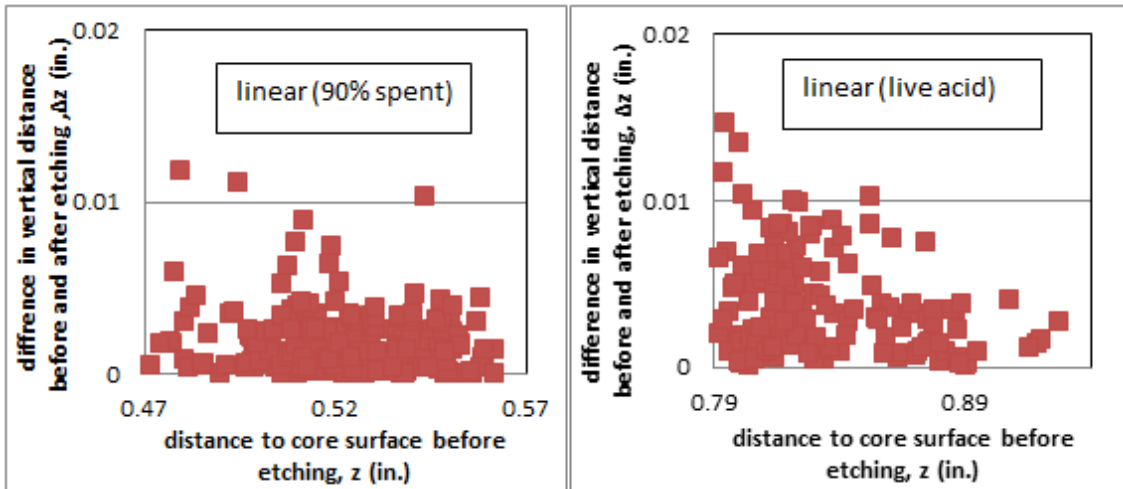 difference in vertical distance
before and after etching ,Δz (in.)
0.02
0.01
0
linear (90% spent)
0.47
0.52
0.57
distance to core surface before
etching, z (in.)
difference in vertical distance
before and after etching, Δz (in.)
0.02
0.01
0
linear (live acid)
0.79
0.89
distance to core surface before
etching, z (in.)